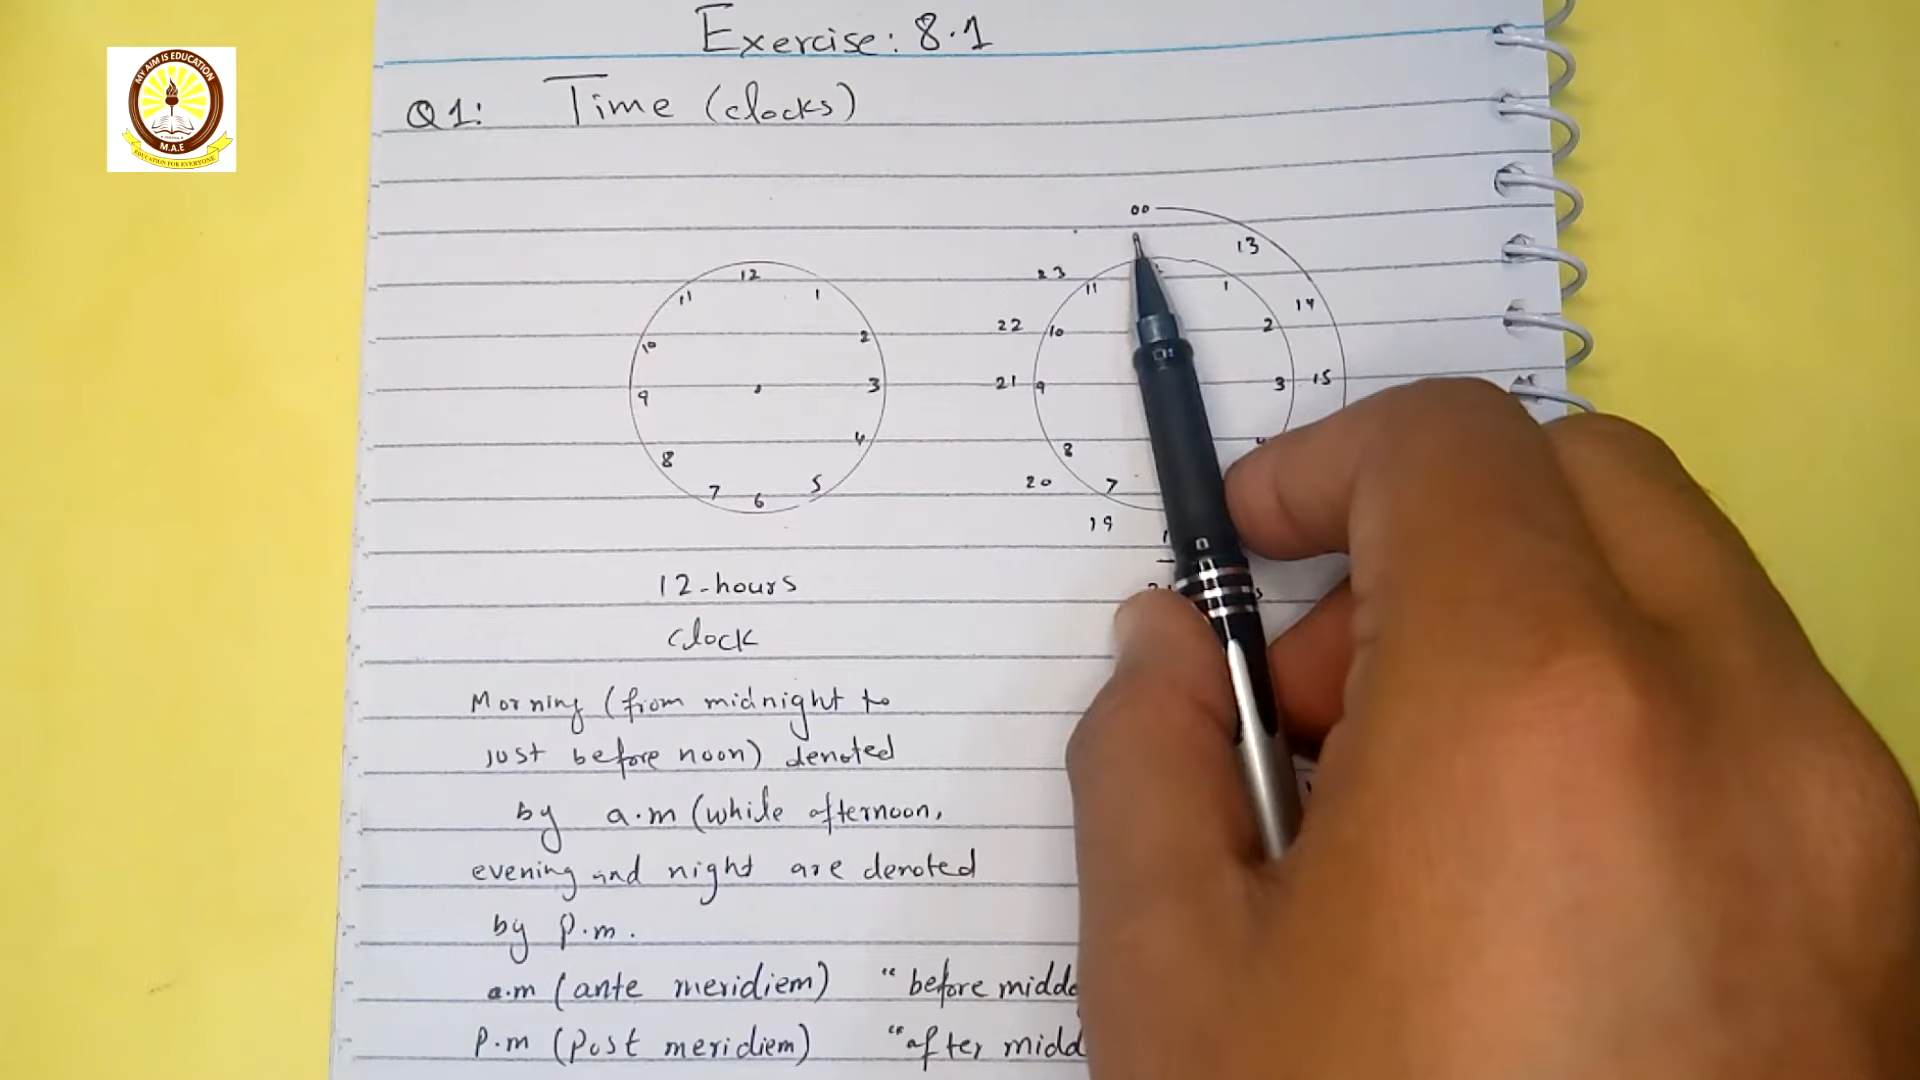 MY AIM IS EDUCATION
M.A.E
EDUCATION FOR EVERYONE
Exercise: 8.1
Q1: Time (clocks)
12
11
1
10
2
9
3
8
4
7
6
5
00
13
23
11
1
14
22
10
2
21
9
3
15
8
20
7
19
12-hours
clock
Morning (from midnight to
just before noon) denoted
by a.m (while afternoon,
evening and night are denoted
by P.m.
a.m (ante meridiem) "before
P.m (Post meridiem) "after